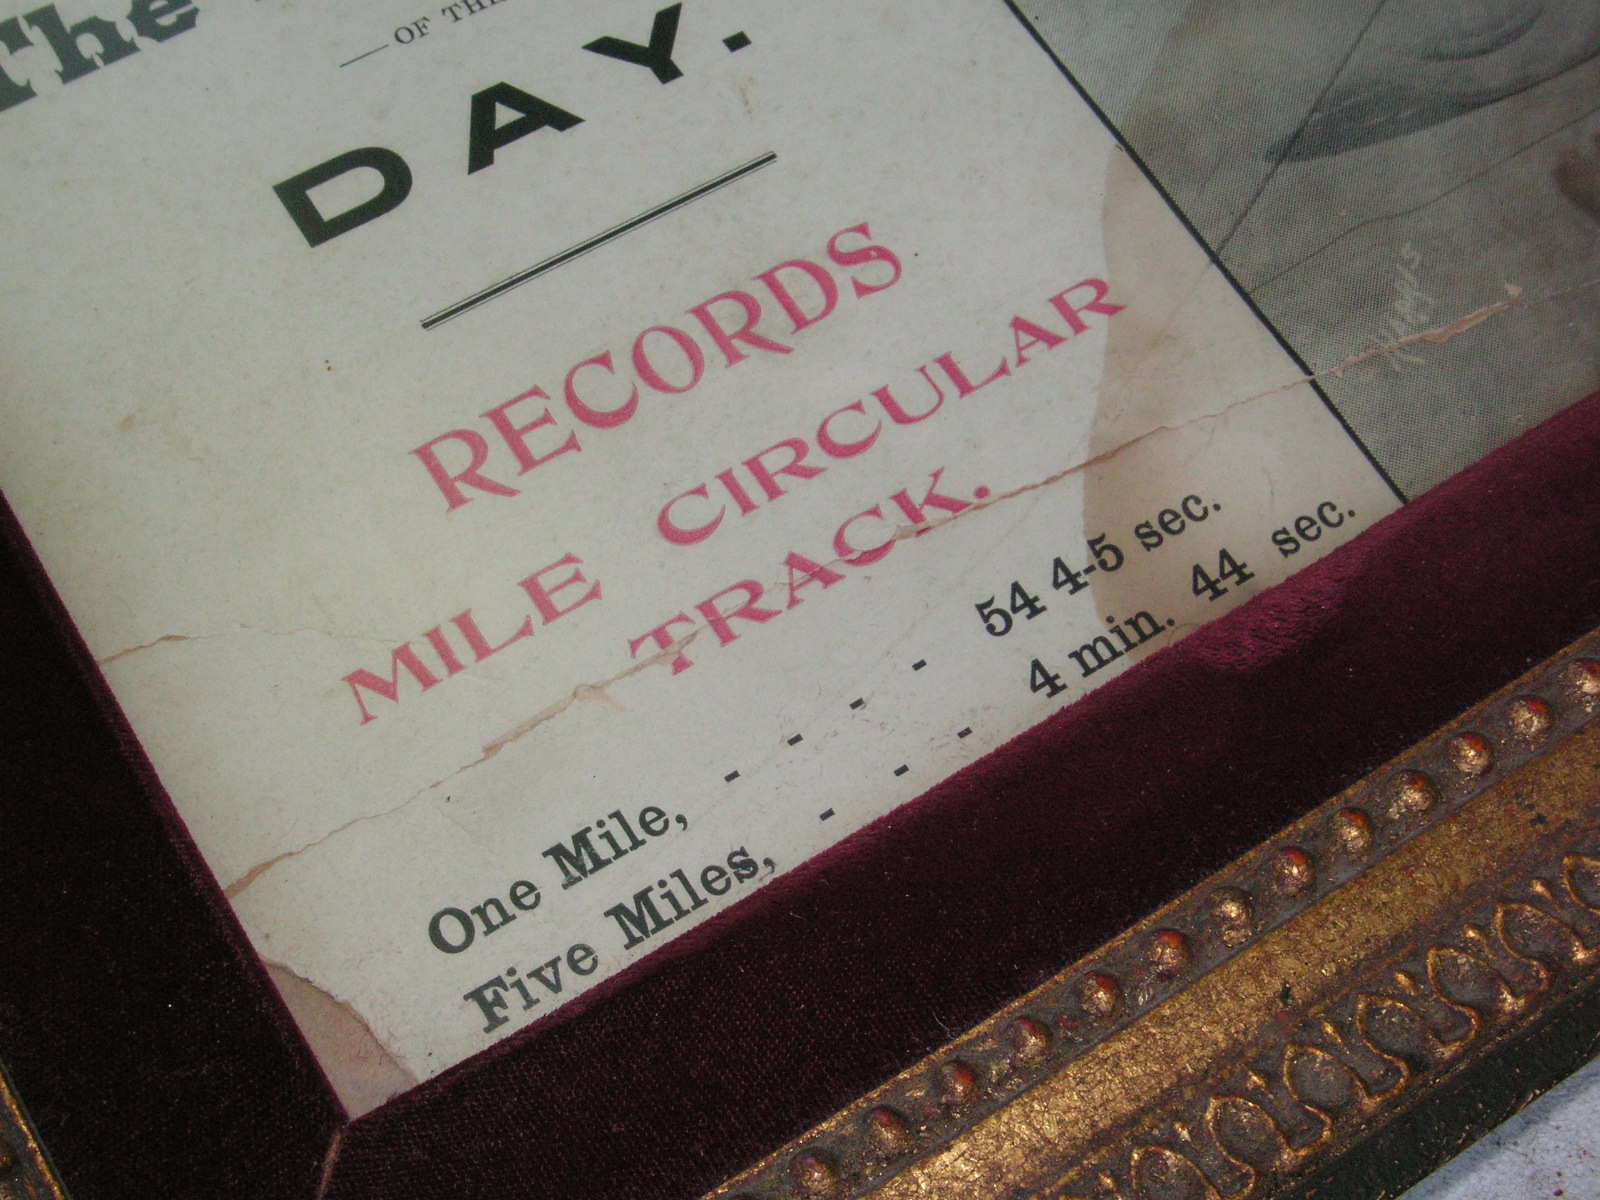 The
— OF THE
DAY.
RECORDS
MILE CIRCULAR
TRACK.
One Mile, - - - - 54 4-5 sec.
Five Miles, - - - 4 min. 44 sec.